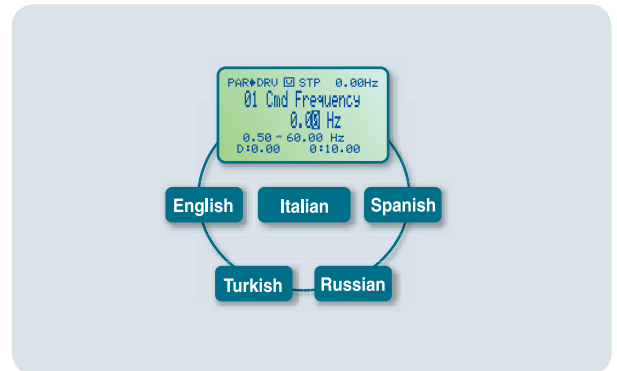 PAR➧DRV U STP 0.00Hz
01 Cmd Frequency
0.00 Hz
0.50 ~ 60.00 Hz
D:0.00 0:10.00
English Italian Spanish
Turkish Russian